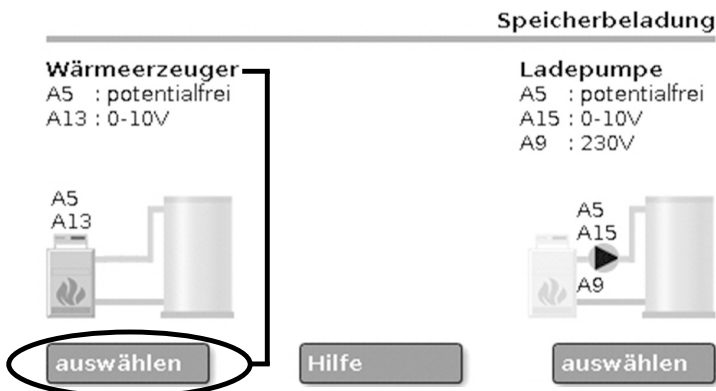 Speicherbeladung
Wärmeerzeuger
A5 : potentialfrei
A13 : 0-10V
A5
A13
auswählen
Hilfe
Ladepumpe
A5 : potentialfrei
A15 : 0-10V
A9 : 230V
A5
A15
A9
auswählen